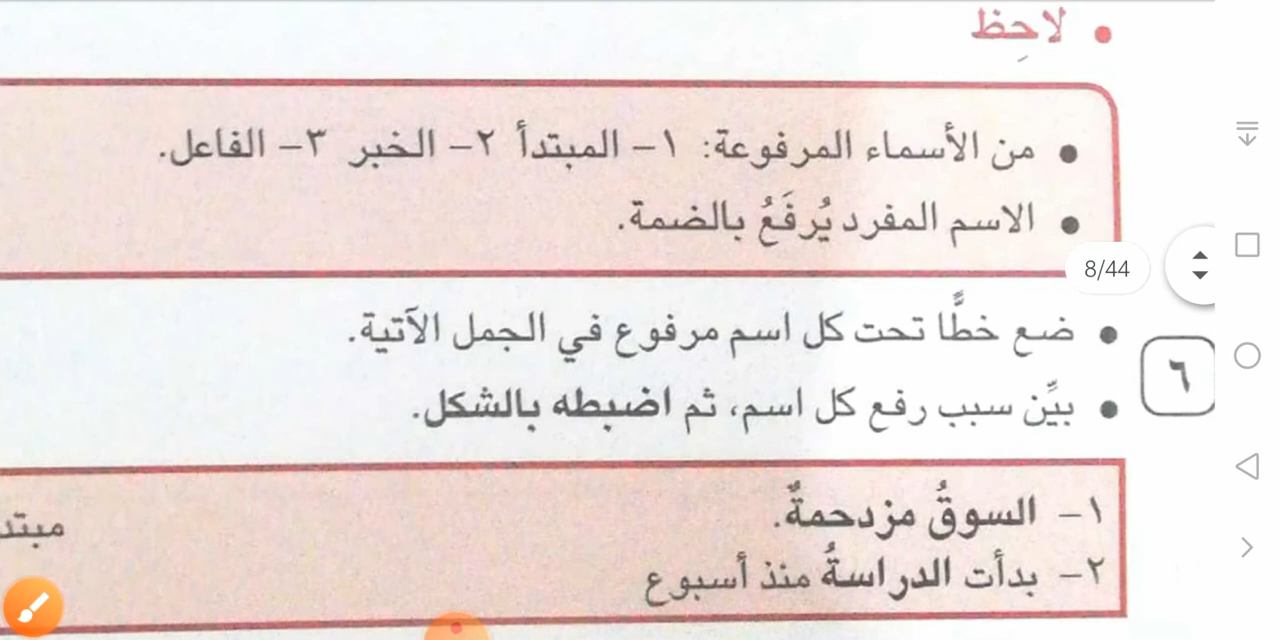 • لاحِظ
• من الأسماء المرفوعة: ١– المبتدأ ٢– الخبر ٣– الفاعل.
• الاسم المفرد يُرفَعُ بالضمة.
8/44
٦
• ضع خطًّا تحت كل اسم مرفوع في الجمل الآتية.
• بيِّن سبب رفع كل اسم، ثم اضبطه بالشكل.
١– السوقُ مزدحمةٌ.
٢– بدأت الدراسةُ منذ أسبوع